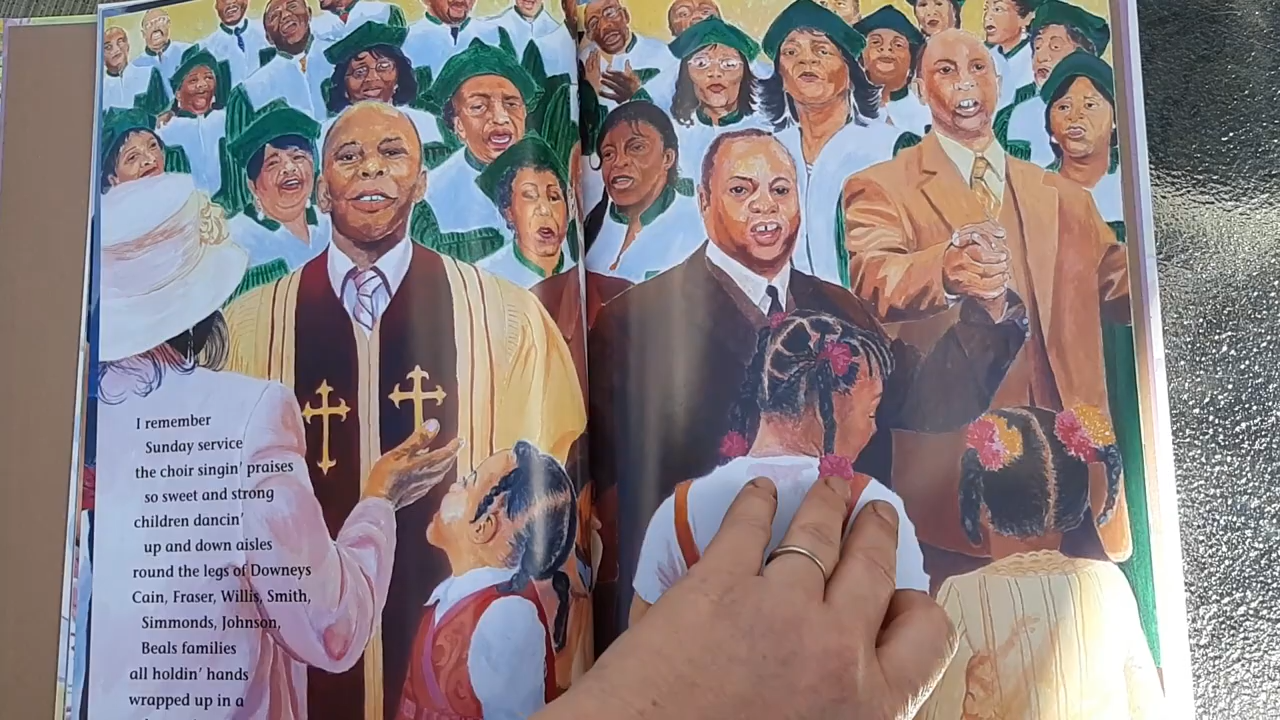 I remember
Sunday service
the choir singin' praises
so sweet and strong
children dancin'
up and down aisles
round the legs of Downeys
Cain, Fraser, Willis, Smith,
Simmonds, Johnson,
Beals families
all holdin' hands
wrapped up in a